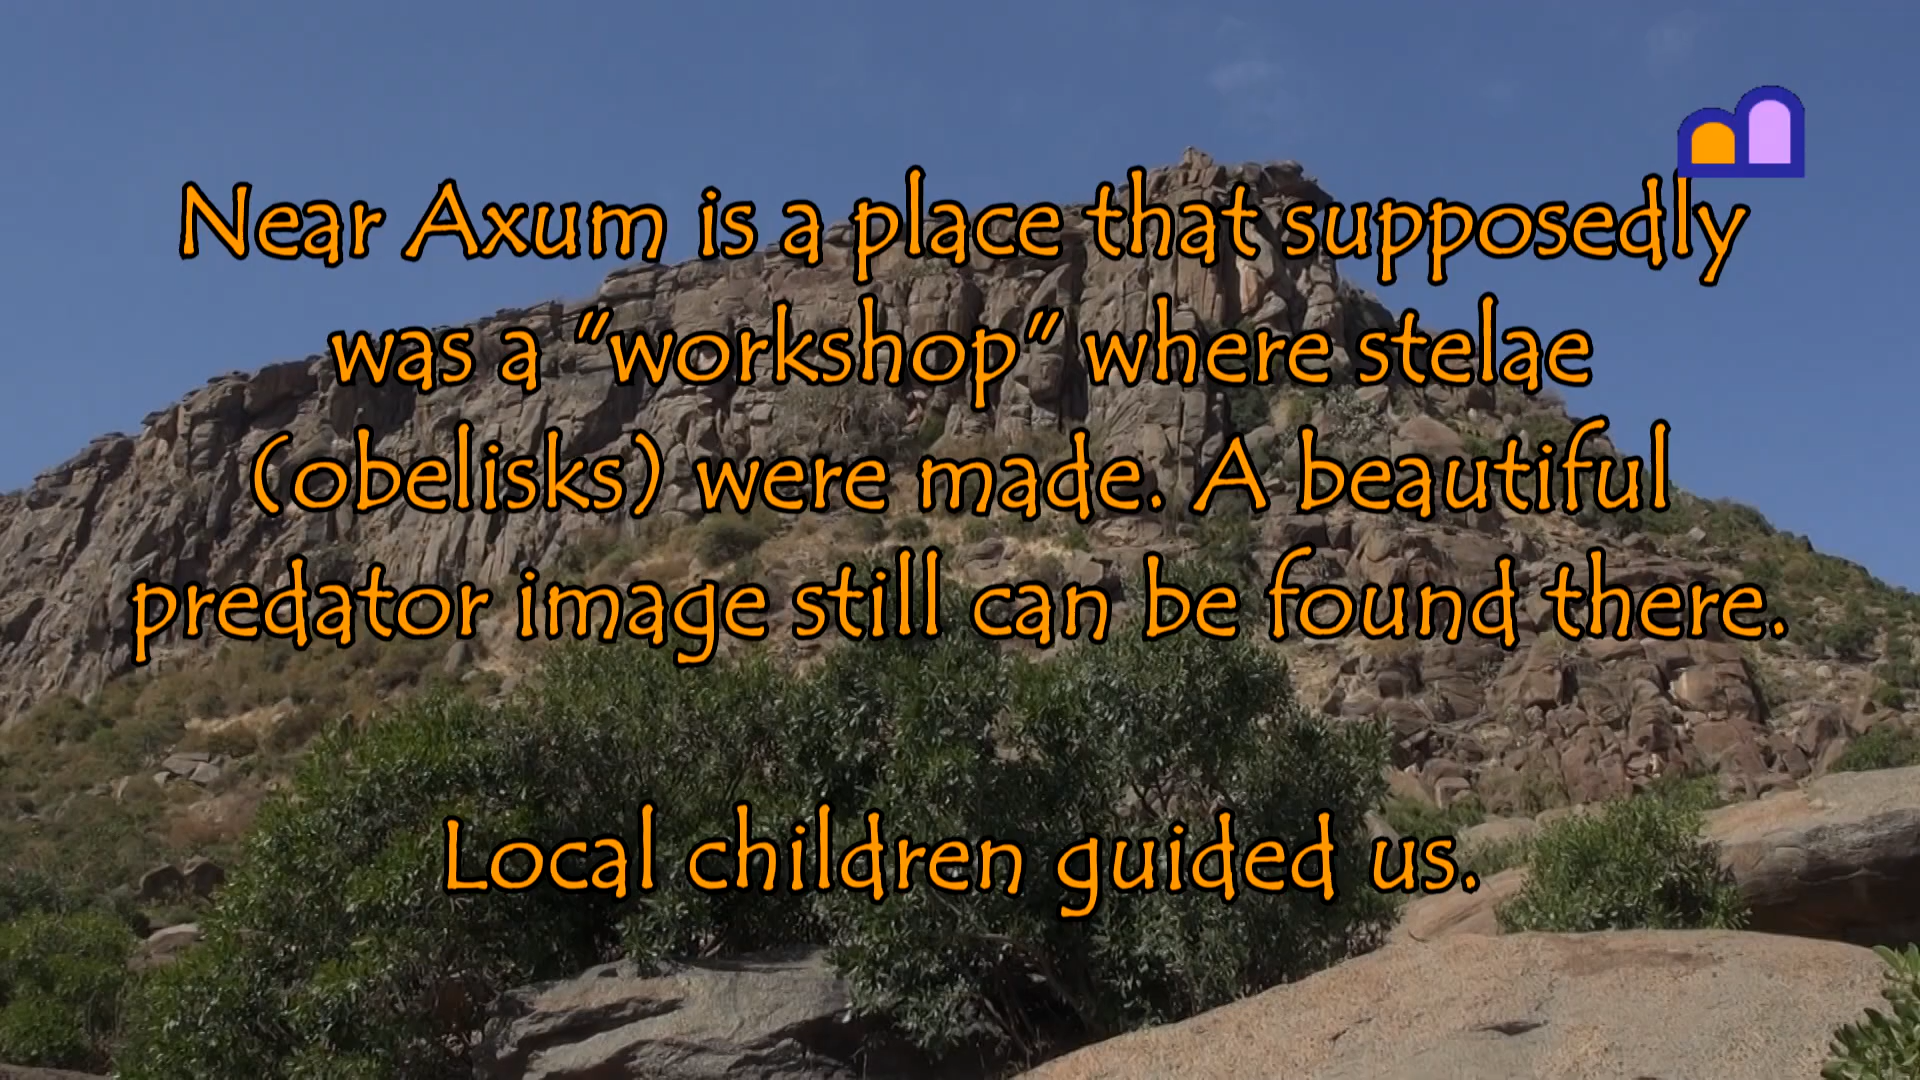 Near Axum is a place that supposedly
was a "workshop" where stelae
(obelisks) were made. A beautiful
predator image still can be found there.
Local children guided us.